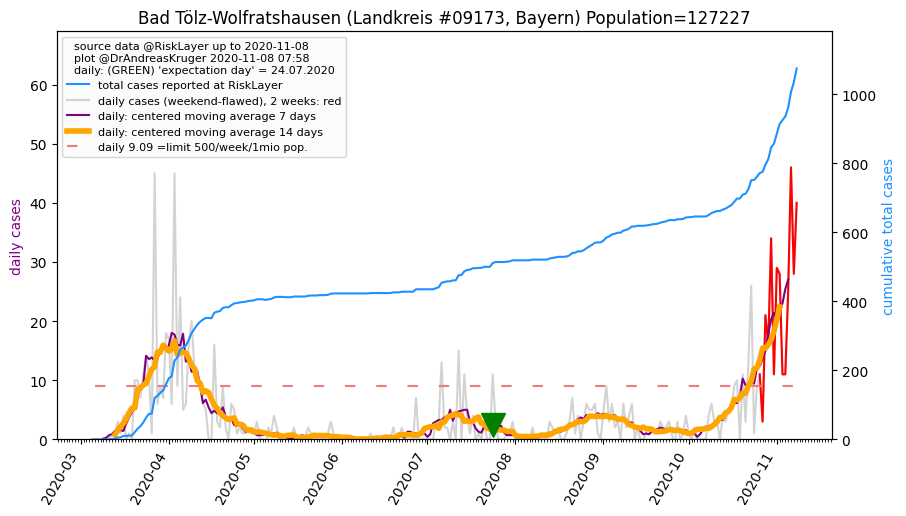 Bad Tölz-Wolfratshausen (Landkreis #09173, Bayern) Population=127227
source data @RiskLayer up to 2020-11-08
plot @DrAndreasKruger 2020-11-08 07:58
daily: (GREEN) 'expectation day' = 24.07.2020
total cases reported at RiskLayer
daily cases (weekend-flawed), 2 weeks: red
daily: centered moving average 7 days
daily: centered moving average 14 days
daily 9.09 =limit 500/week/1mio pop.
daily cases
60
50
40
30
20
10
0
cumulative total cases
1000
800
600
400
200
0
2020-03
2020-04
2020-05
2020-06
2020-07
2020-08
2020-09
2020-10
2020-11